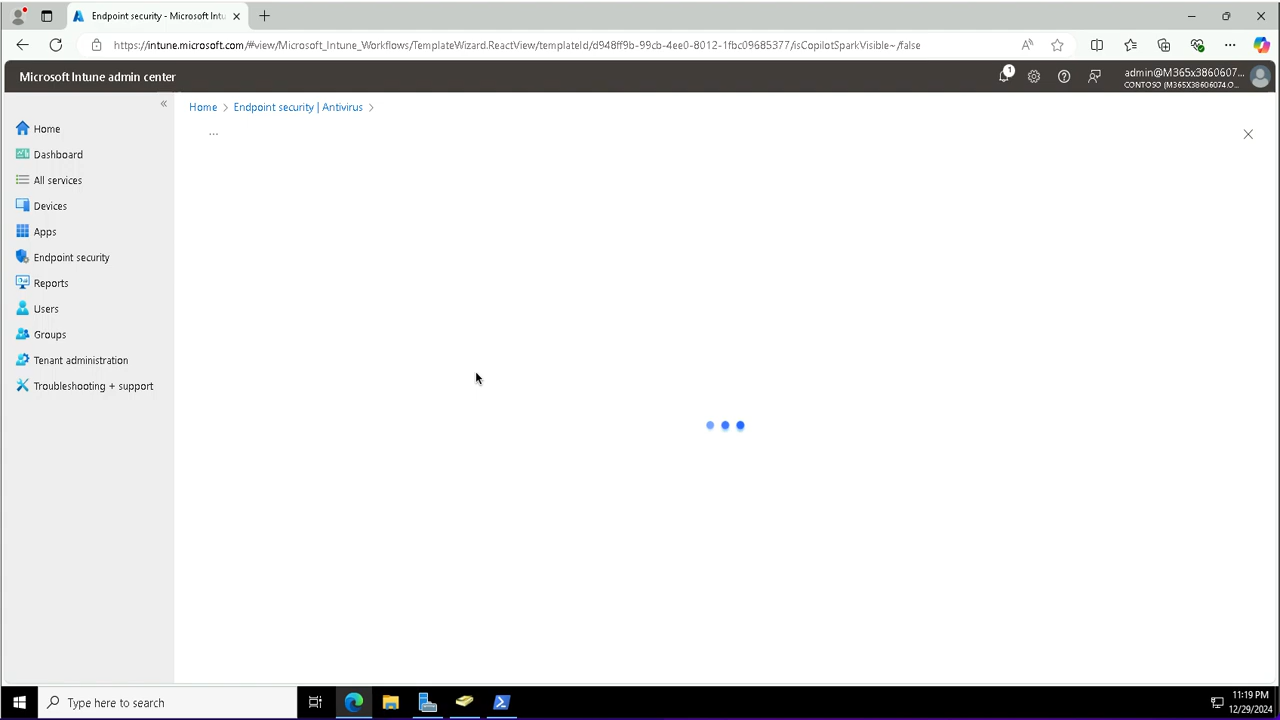 Endpoint security - Microsoft Intu
https://intune.microsoft.com/#view/Microsoft_Intune_Workflows/TemplateWizard.ReactView/templateId/d948ff9b-99cb-4ee0-8012-1fbc09685377/isCopilotSparkVisible~/false
Microsoft Intune admin center
1
admin@M365x3860607...
CONTOSO (M365X38606074.O...
Home > Endpoint security | Antivirus >
...
Home
Dashboard
All services
Devices
Apps
Endpoint security
Reports
Users
Groups
Tenant administration
Troubleshooting + support
Type here to search
11:19 PM
12/29/2024